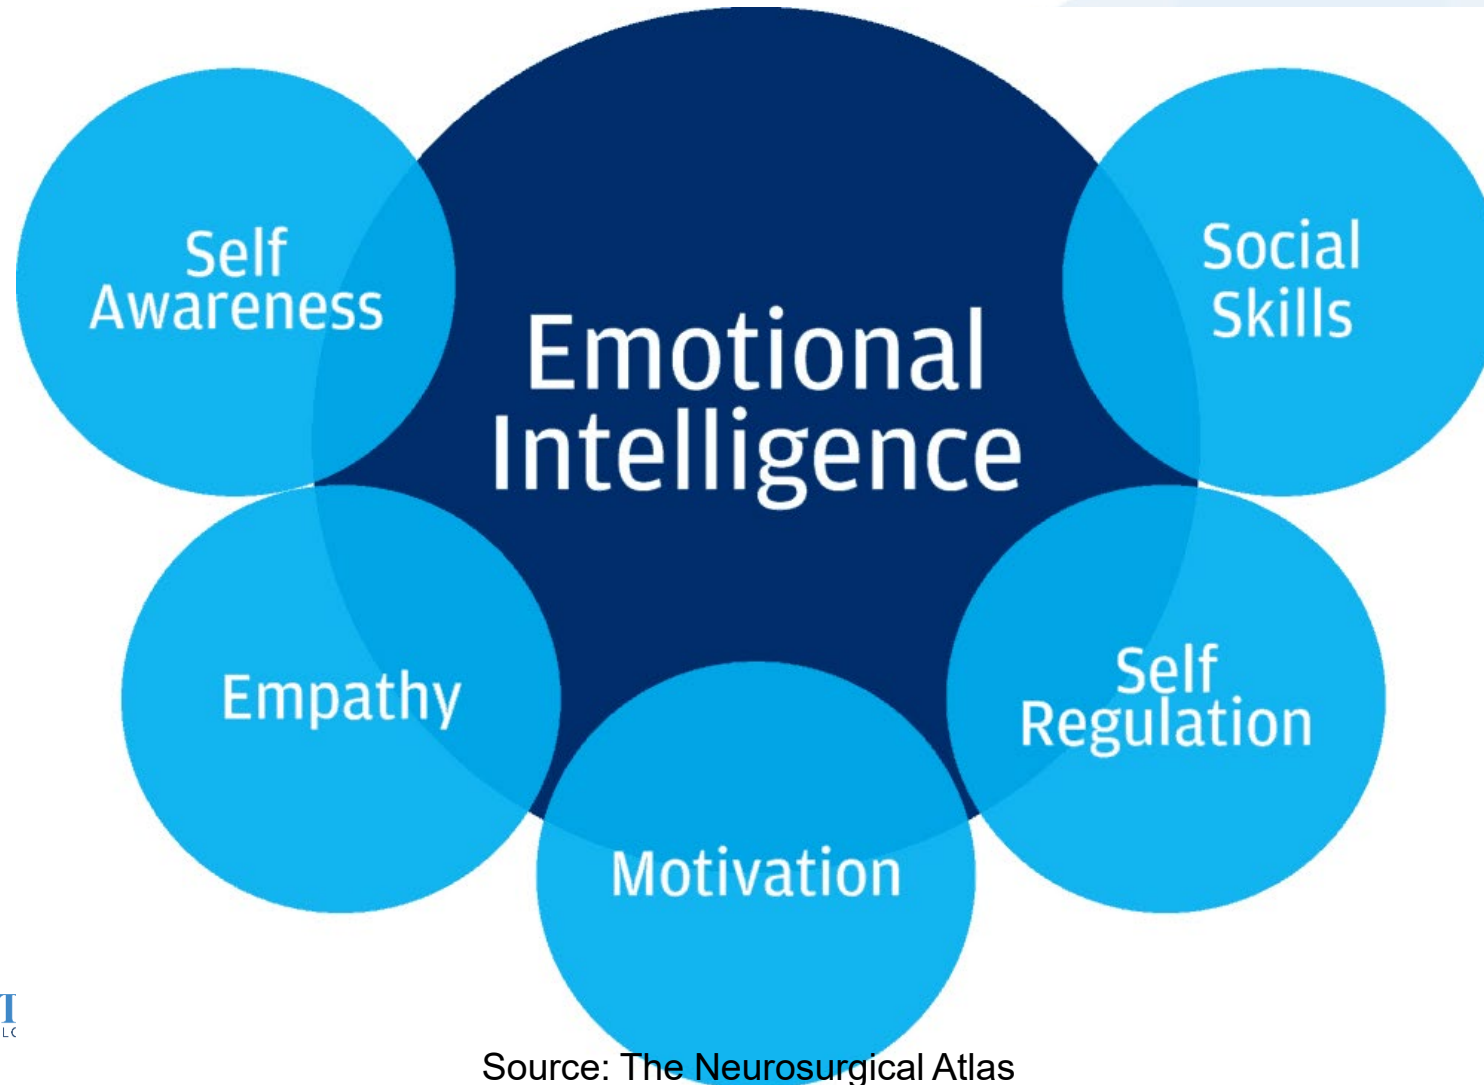 Self
Awareness
Social
Skills
Emotional
Intelligence
Empathy
Self
Regulation
Motivation
Source: The Neurosurgical Atlas